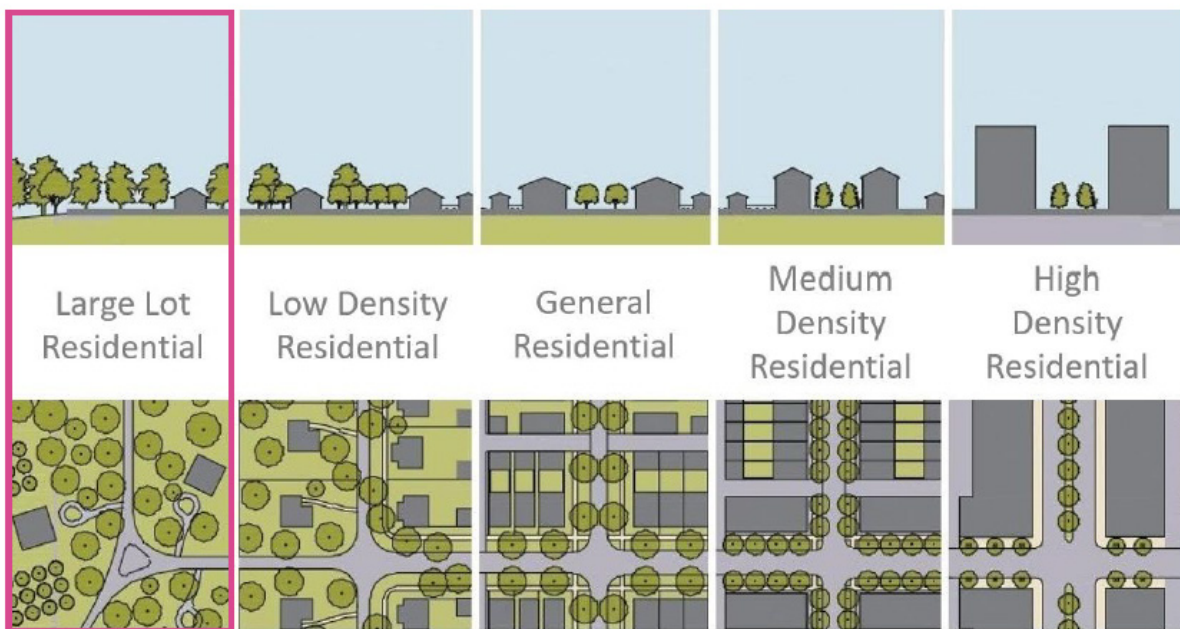 Large Lot
Residential
Low Density
Residential
General
Residential
Medium
Density
Residential
High
Density
Residential